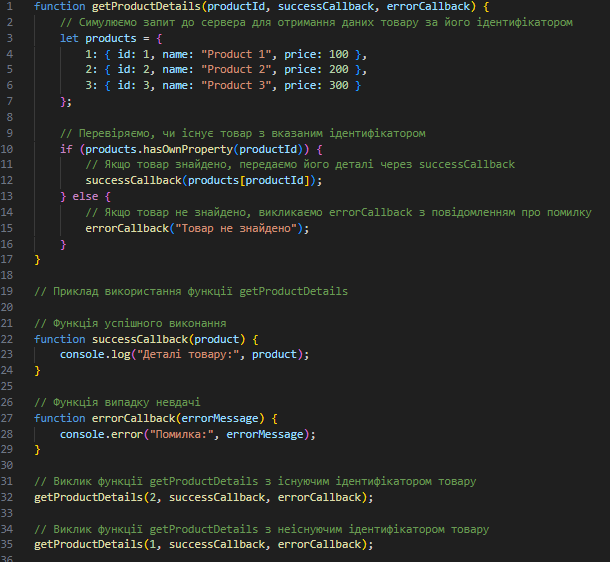 1 function getProductDetails(productId, successCallback, errorCallback) {
2 // Симулюємо запит до сервера для отримання даних товару за його ідентифікатором
3 let products = {
4 1: { id: 1, name: "Product 1", price: 100 },
5 2: { id: 2, name: "Product 2", price: 200 },
6 3: { id: 3, name: "Product 3", price: 300 }
7 };
8
9 // Перевіряємо, чи існує товар з вказаним ідентифікатором
10 if (products.hasOwnProperty(productId)) {
11 // Якщо товар знайдено, передаємо його деталі через successCallback
12 successCallback(products[productId]);
13 } else {
14 // Якщо товар не знайдено, викликаємо errorCallback з повідомленням про помилку
15 errorCallback("Товар не знайдено");
16 }
17 }
18
19 // Приклад використання функції getProductDetails
20
21 // Функція успішного виконання
22 function successCallback(product) {
23 console.log("Деталі товару:", product);
24 }
25
26 // Функція випадку невдачі
27 function errorCallback(errorMessage) {
28 console.error("Помилка:", errorMessage);
29 }
30
31 // Виклик функції getProductDetails з існуючим ідентифікатором товару
32 getProductDetails(2, successCallback, errorCallback);
33
34 // Виклик функції getProductDetails з неіснуючим ідентифікатором товару
35 getProductDetails(1, successCallback, errorCallback);
36